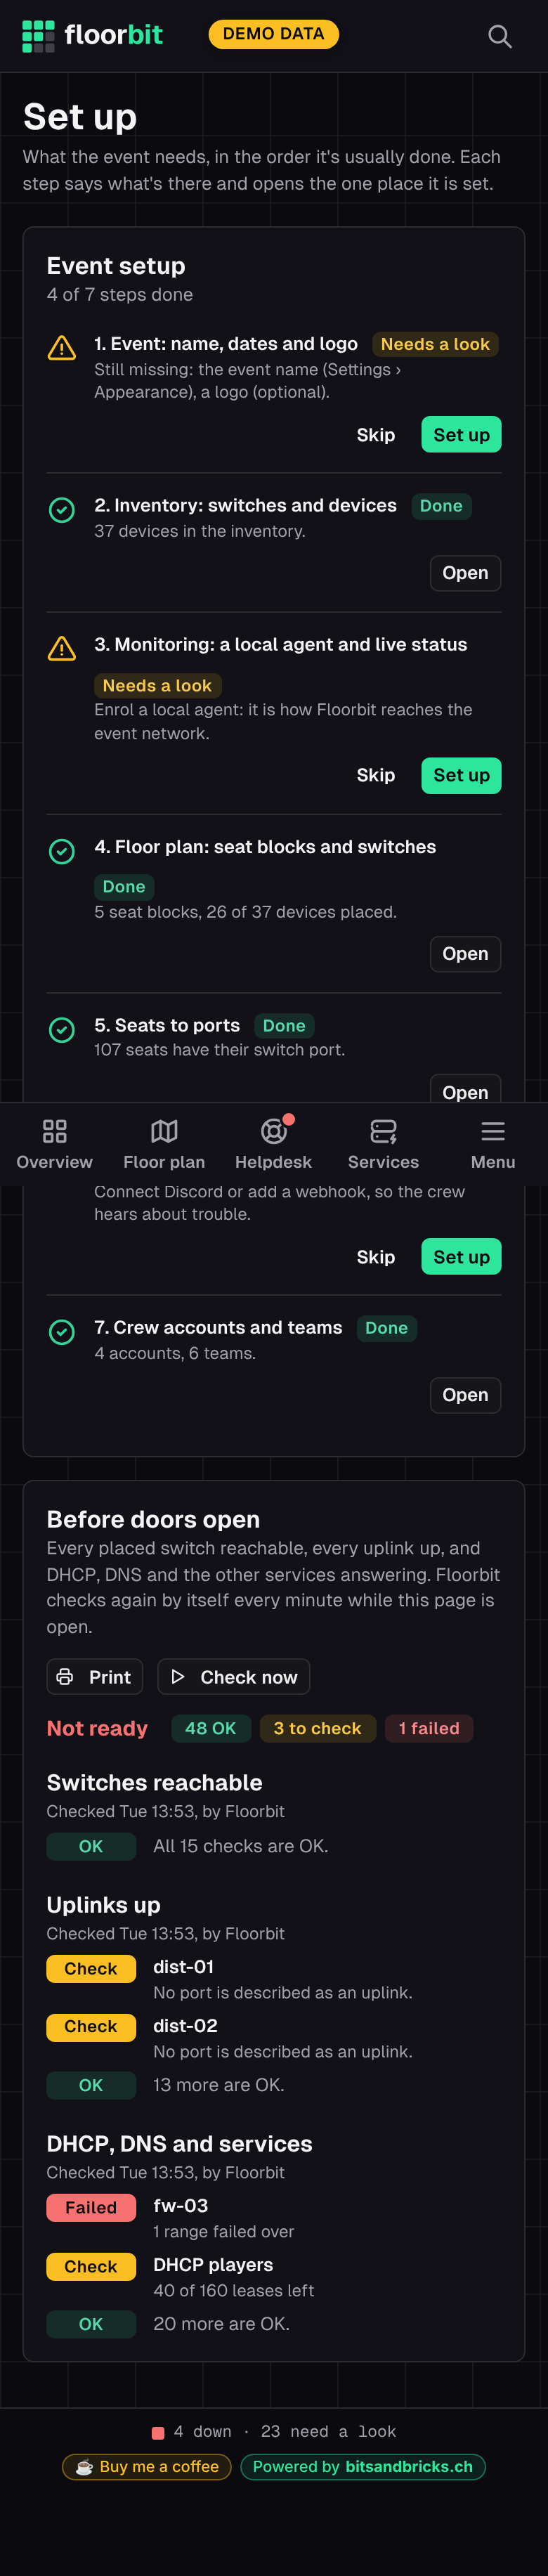 floorbit
DEMO DATA
Set up
What the event needs, in the order it's usually done. Each
step says what's there and opens the one place it is set.
Event setup
4 of 7 steps done
1. Event: name, dates and logo Needs a look
Still missing: the event name (Settings ›
Appearance), a logo (optional).
Skip Set up
2. Inventory: switches and devices Done
37 devices in the inventory.
Open
3. Monitoring: a local agent and live status
Needs a look
Enrol a local agent: it is how Floorbit reaches the
event network.
Skip Set up
4. Floor plan: seat blocks and switches
Done
5 seat blocks, 26 of 37 devices placed.
Open
5. Seats to ports Done
107 seats have their switch port.
Open
Overview Floor plan Helpdesk Services Menu
Connect Discord or add a webhook, so the crew
hears about trouble.
Skip Set up
7. Crew accounts and teams Done
4 accounts, 6 teams.
Open
Before doors open
Every placed switch reachable, every uplink up, and
DHCP, DNS and the other services answering. Floorbit
checks again by itself every minute while this page is
open.
Print Check now
Not ready 48 OK 3 to check 1 failed
Switches reachable
Checked Tue 13:53, by Floorbit
OK All 15 checks are OK.
Uplinks up
Checked Tue 13:53, by Floorbit
Check dist-01
No port is described as an uplink.
Check dist-02
No port is described as an uplink.
OK 13 more are OK.
DHCP, DNS and services
Checked Tue 13:53, by Floorbit
Failed fw-03
1 range failed over
Check DHCP players
40 of 160 leases left
OK 20 more are OK.
4 down · 23 need a look
Buy me a coffee Powered by bitsandbricks.ch